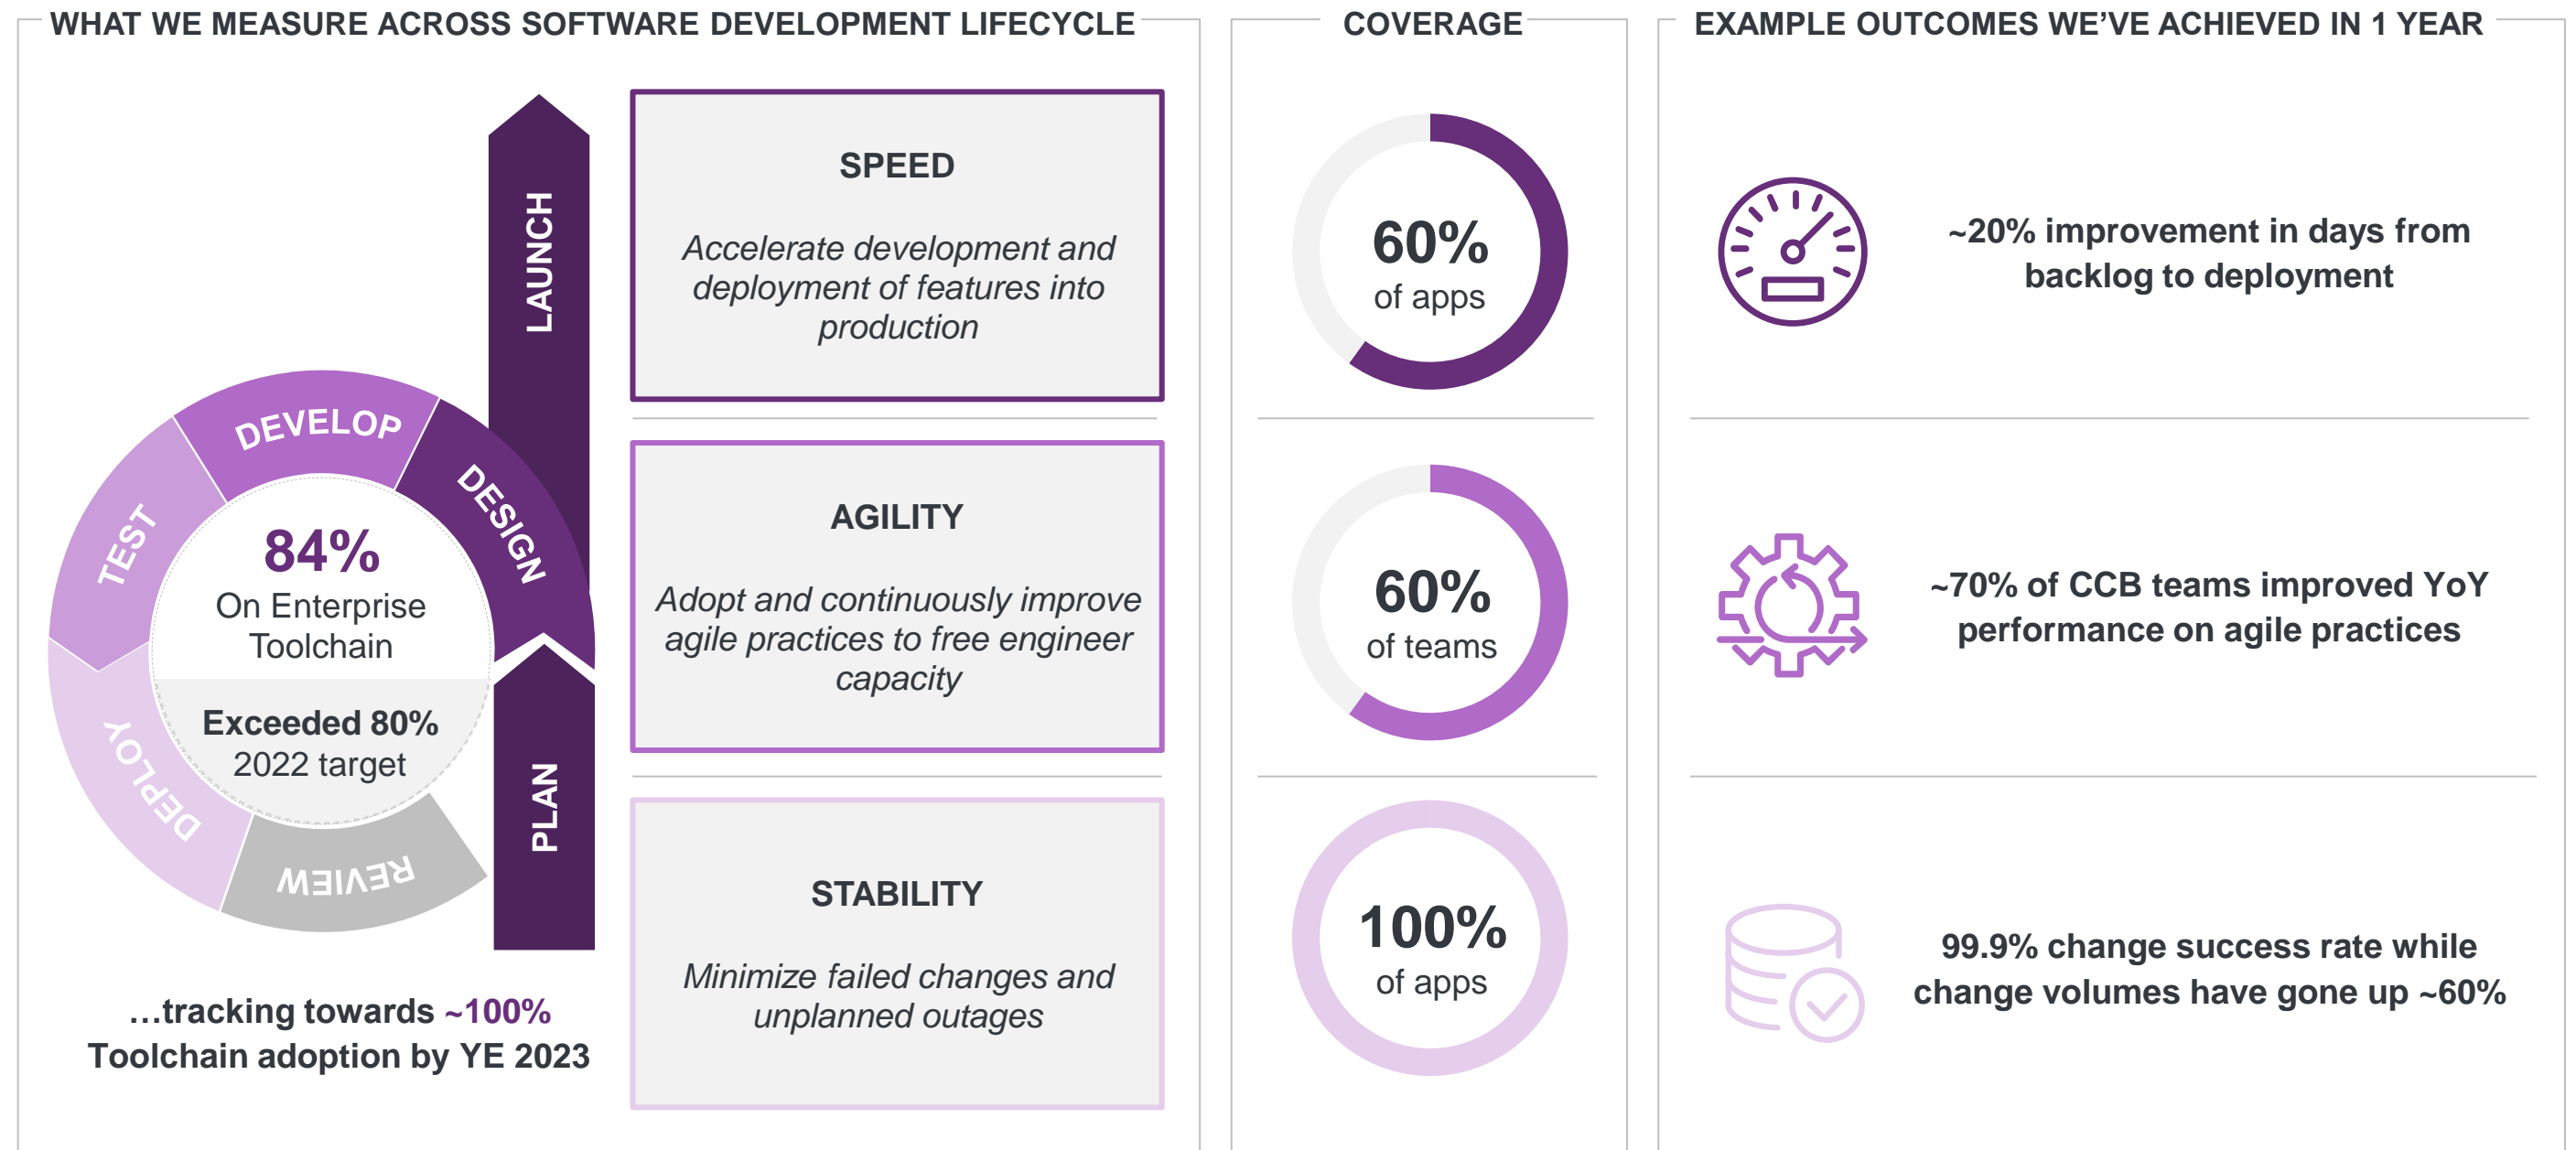 WHAT WE MEASURE ACROSS SOFTWARE DEVELOPMENT LIFECYCLE
LAUNCH
DEVELOP
DESIGN
TEST
84%
On Enterprise
Toolchain
Exceeded 80%
2022 target
DEPLOY
REVIEW
PLAN
…tracking towards ~100%
Toolchain adoption by YE 2023
SPEED
Accelerate development and
deployment of features into
production
AGILITY
Adopt and continuously improve
agile practices to free engineer
capacity
STABILITY
Minimize failed changes and
unplanned outages
COVERAGE
60%
of apps
60%
of teams
100%
of apps
EXAMPLE OUTCOMES WE’VE ACHIEVED IN 1 YEAR
~20% improvement in days from
backlog to deployment
~70% of CCB teams improved YoY
performance on agile practices
99.9% change success rate while
change volumes have gone up ~60%